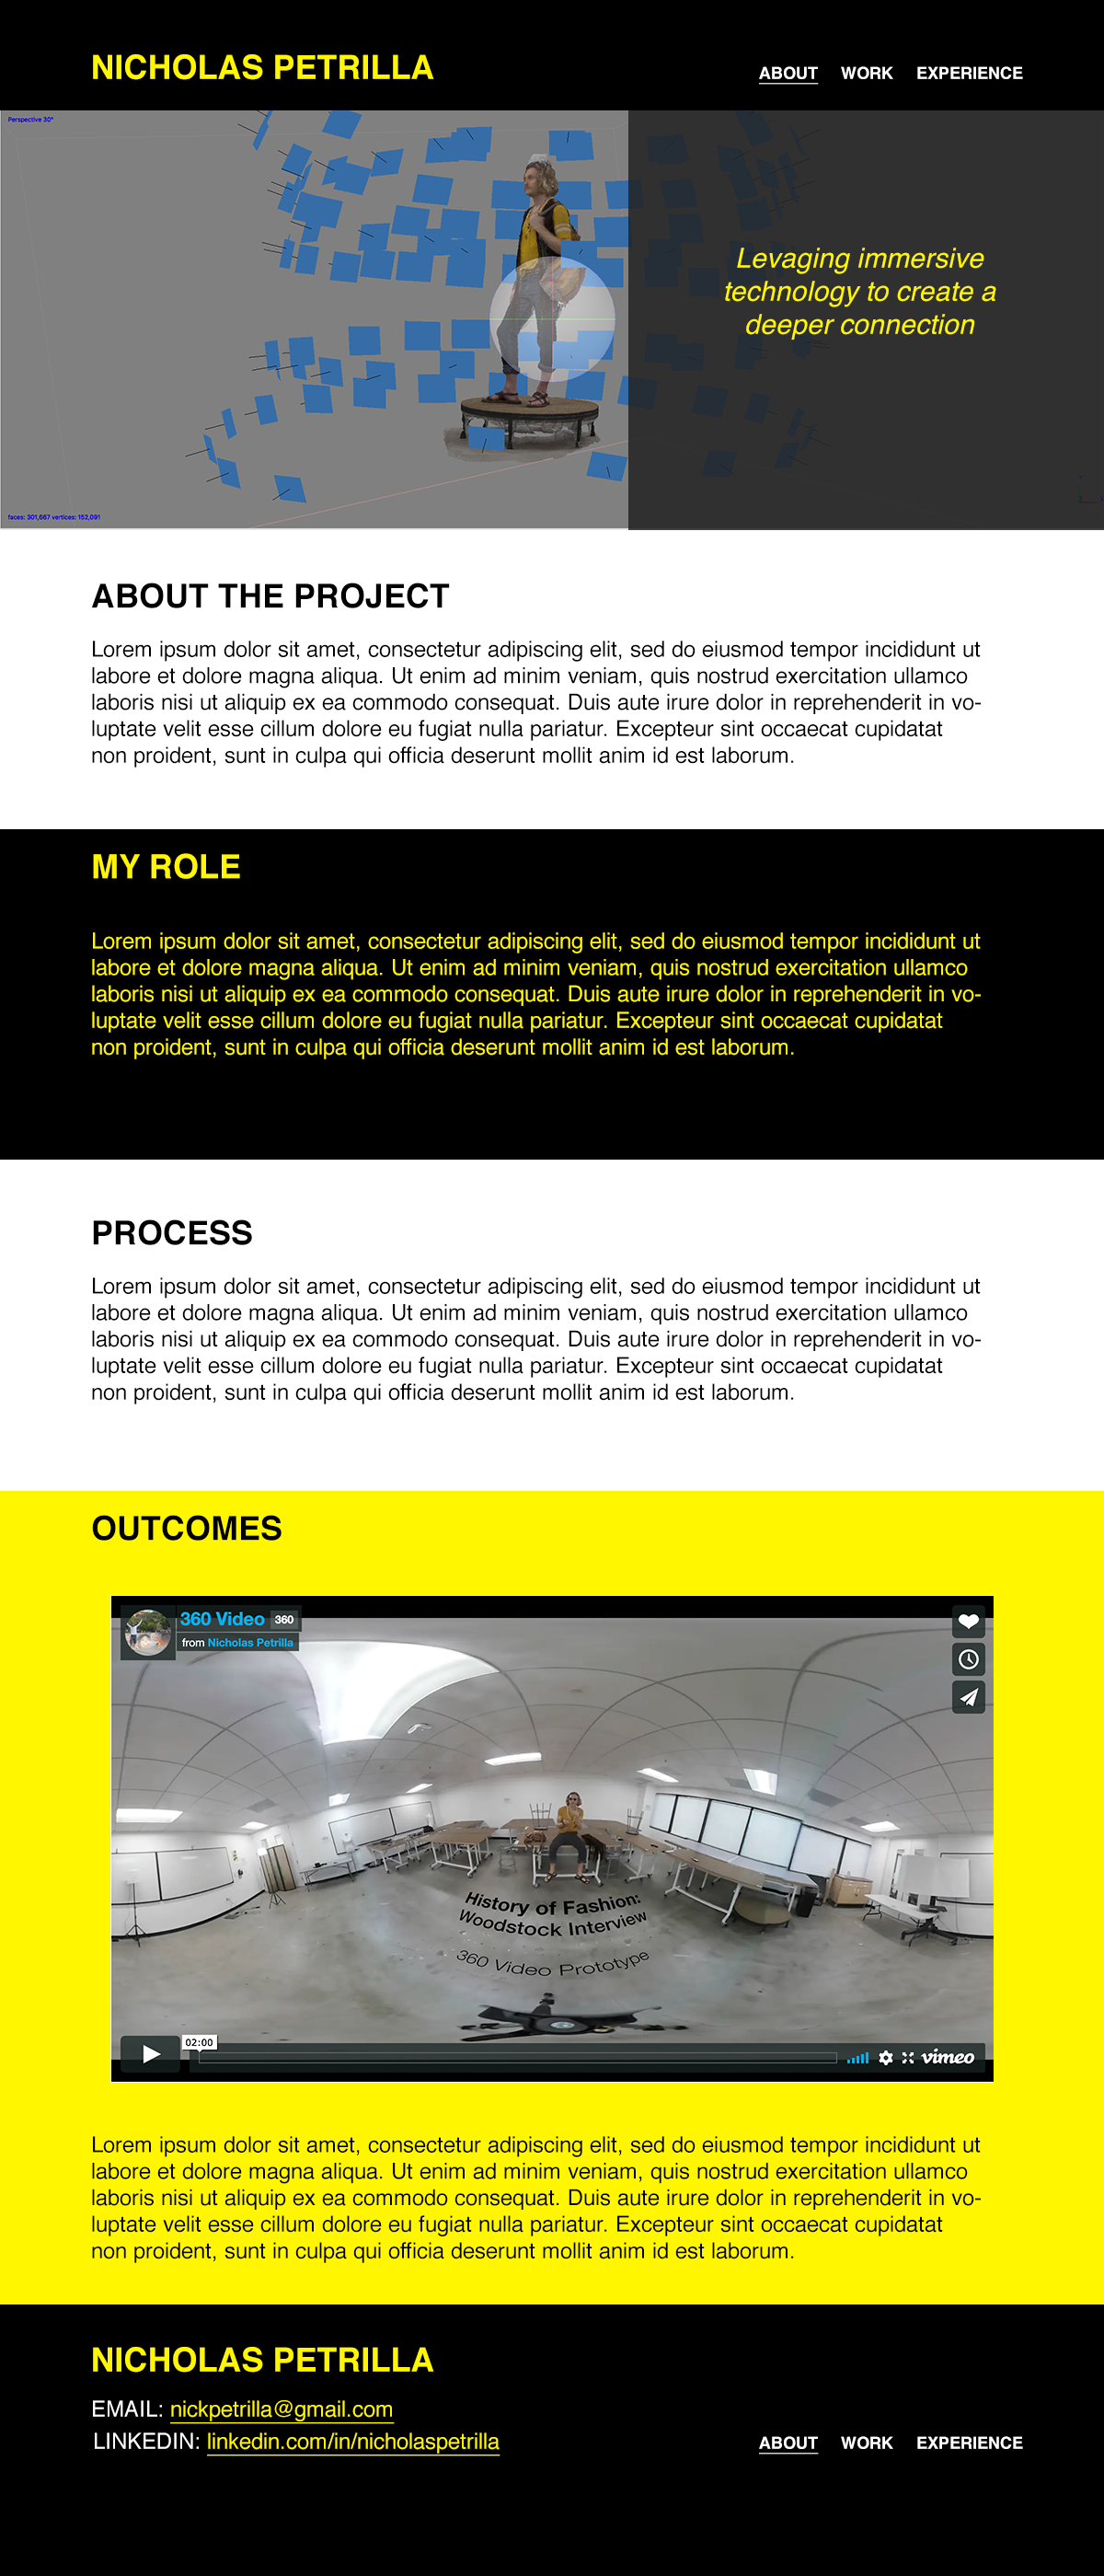 NICHOLAS PETRILLA
ABOUT WORK EXPERIENCE
Perspective 30°
Levaging immersive
technology to create a
deeper connection
faces: 301,667 vertices: 152,091
ABOUT THE PROJECT
Lorem ipsum dolor sit amet, consectetur adipiscing elit, sed do eiusmod tempor incididunt ut
labore et dolore magna aliqua. Ut enim ad minim veniam, quis nostrud exercitation ullamco
laboris nisi ut aliquip ex ea commodo consequat. Duis aute irure dolor in reprehenderit in vo-
luptate velit esse cillum dolore eu fugiat nulla pariatur. Excepteur sint occaecat cupidatat
non proident, sunt in culpa qui officia deserunt mollit anim id est laborum.
MY ROLE
Lorem ipsum dolor sit amet, consectetur adipiscing elit, sed do eiusmod tempor incididunt ut
labore et dolore magna aliqua. Ut enim ad minim veniam, quis nostrud exercitation ullamco
laboris nisi ut aliquip ex ea commodo consequat. Duis aute irure dolor in reprehenderit in vo-
luptate velit esse cillum dolore eu fugiat nulla pariatur. Excepteur sint occaecat cupidatat
non proident, sunt in culpa qui officia deserunt mollit anim id est laborum.
PROCESS
Lorem ipsum dolor sit amet, consectetur adipiscing elit, sed do eiusmod tempor incididunt ut
labore et dolore magna aliqua. Ut enim ad minim veniam, quis nostrud exercitation ullamco
laboris nisi ut aliquip ex ea commodo consequat. Duis aute irure dolor in reprehenderit in vo-
luptate velit esse cillum dolore eu fugiat nulla pariatur. Excepteur sint occaecat cupidatat
non proident, sunt in culpa qui officia deserunt mollit anim id est laborum.
OUTCOMES
360 Video 360
from Nicholas Petrilla
History of Fashion:
Woodstock Interview
360 Video Prototype
02:00
vimeo
Lorem ipsum dolor sit amet, consectetur adipiscing elit, sed do eiusmod tempor incididunt ut
labore et dolore magna aliqua. Ut enim ad minim veniam, quis nostrud exercitation ullamco
laboris nisi ut aliquip ex ea commodo consequat. Duis aute irure dolor in reprehenderit in vo-
luptate velit esse cillum dolore eu fugiat nulla pariatur. Excepteur sint occaecat cupidatat
non proident, sunt in culpa qui officia deserunt mollit anim id est laborum.
NICHOLAS PETRILLA
EMAIL: nickpetrilla@gmail.com
LINKEDIN: linkedin.com/in/nicholaspetrilla
ABOUT WORK EXPERIENCE